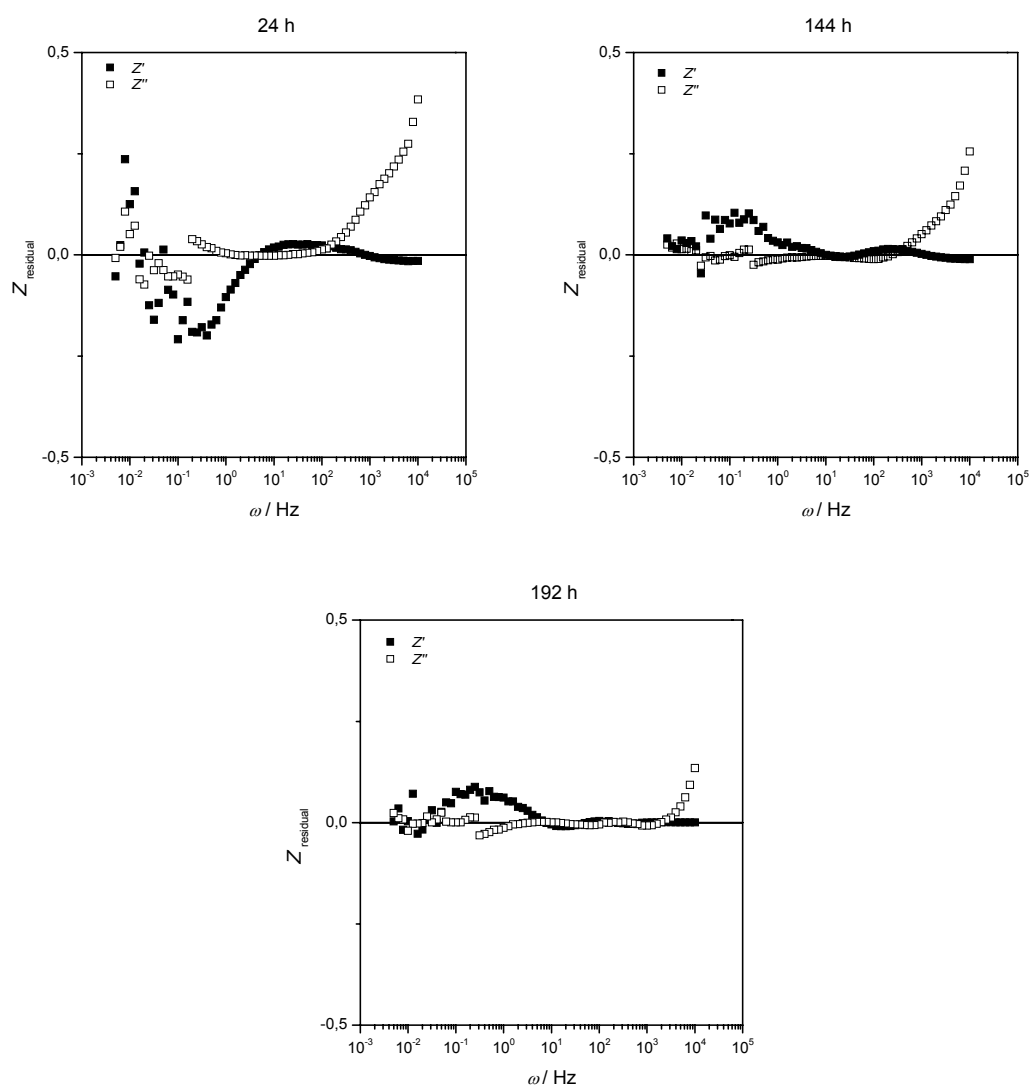 24 h
0,5
Z'
Z''
Z residual
0,0
-0,5
10⁻³ 10⁻² 10⁻¹ 10⁰ 10¹ 10² 10³ 10⁴ 10⁵
ω / Hz
144 h
0,5
Z'
Z''
Z residual
0,0
-0,5
10⁻³ 10⁻² 10⁻¹ 10⁰ 10¹ 10² 10³ 10⁴ 10⁵
ω / Hz
192 h
0,5
Z'
Z''
Z residual
0,0
-0,5
10⁻³ 10⁻² 10⁻¹ 10⁰ 10¹ 10² 10³ 10⁴ 10⁵
ω / Hz